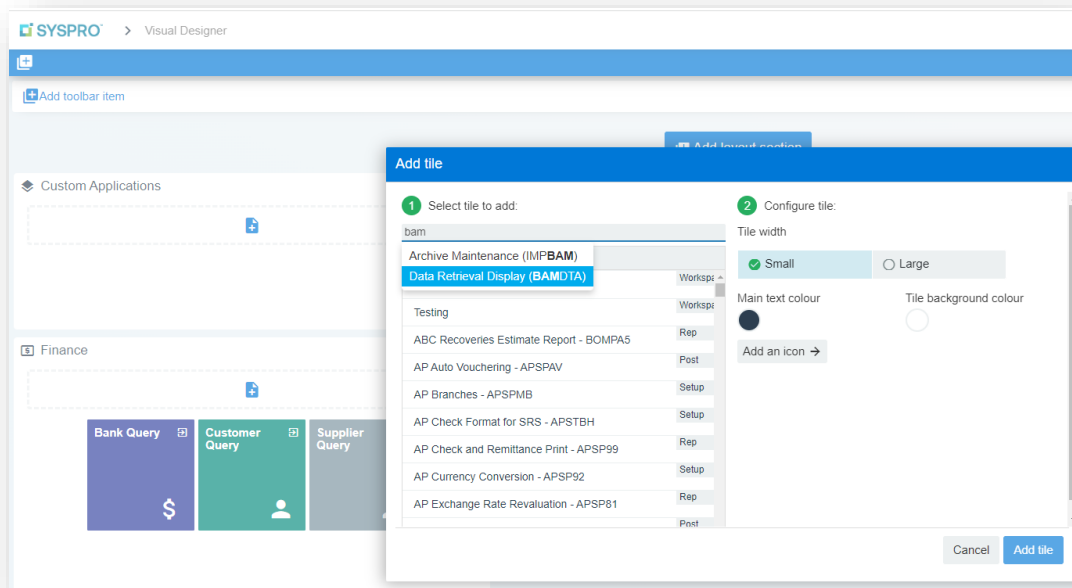 SYSPRO > Visual Designer
Add toolbar item
Add layout section
Custom Applications
Finance
Bank Query
Customer
Query
Supplier
Query
Add tile
1 Select tile to add:
bam
Archive Maintenance (IMPBAM)
Data Retrieval Display (BAMDTA)
Workspa
Testing Workspa
ABC Recoveries Estimate Report - BOMPA5 Rep
AP Auto Vouchering - APSPAV Post
AP Branches - APSPMB Setup
AP Check Format for SRS - APSTBH Setup
AP Check and Remittance Print - APSP99 Rep
AP Currency Conversion - APSP92 Setup
AP Exchange Rate Revaluation - APSP81 Rep
Post
2 Configure tile:
Tile width
Small Large
Main text colour Tile background colour
Add an icon →
Cancel Add tile